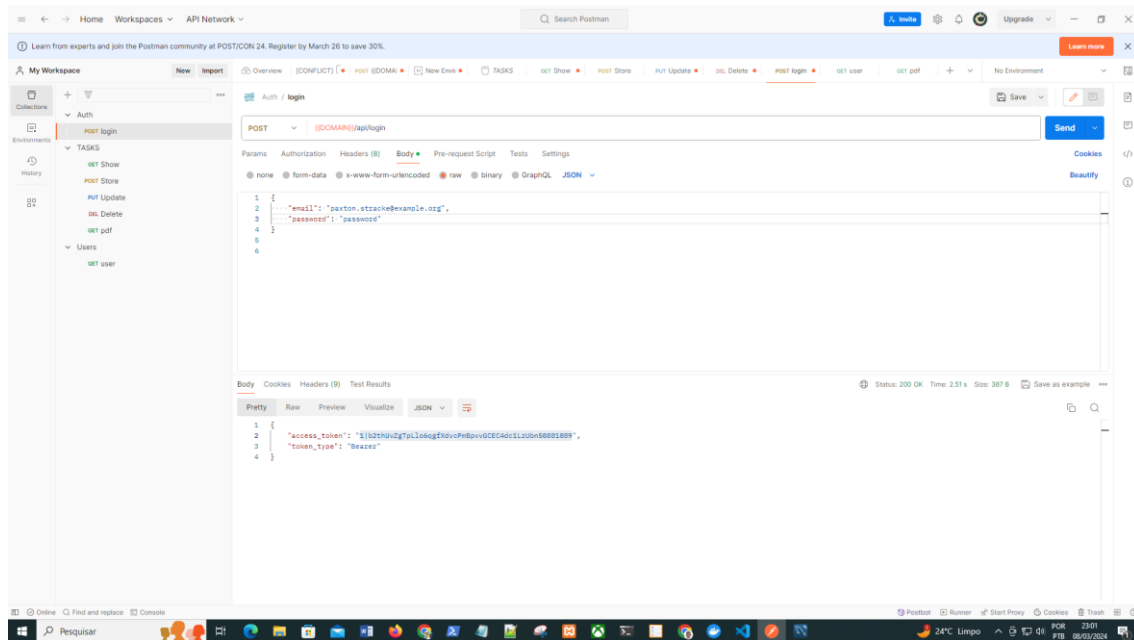 Home Workspaces API Network Search Postman Invite Upgrade
Learn from experts and join the Postman community at POST/CON 24. Register by March 26 to save 30%. Learn more
My Workspace New Import Overview [CONFLICT] POST {{DOMAI New Envir TASKS GET Show POST Store PUT Update DEL Delete POST login GET user GET pdf No Environment
Collections
Environments
History
Auth
POST login
TASKS
GET Show
POST Store
PUT Update
DEL Delete
GET pdf
Users
GET user
Auth / login Save
POST {{DOMAIN}}/api/login Send
Params Authorization Headers (8) Body Pre-request Script Tests Settings Cookies
none form-data x-www-form-urlencoded raw binary GraphQL JSON Beautify
1 {
2 "email": "paxton.stracke@example.org",
3 "password": "password"
4 }
5
6
Body Cookies Headers (9) Test Results Status: 200 OK Time: 2.51 s Size: 387 B Save as example
Pretty Raw Preview Visualize JSON
1 {
2 "access_token":
3 "token_type": "Bearer"
4 }
Online Find and replace Console Postbot Runner Start Proxy Cookies Trash
Pesquisar 24°C Limpo POR 23:01
PTB 08/03/2024